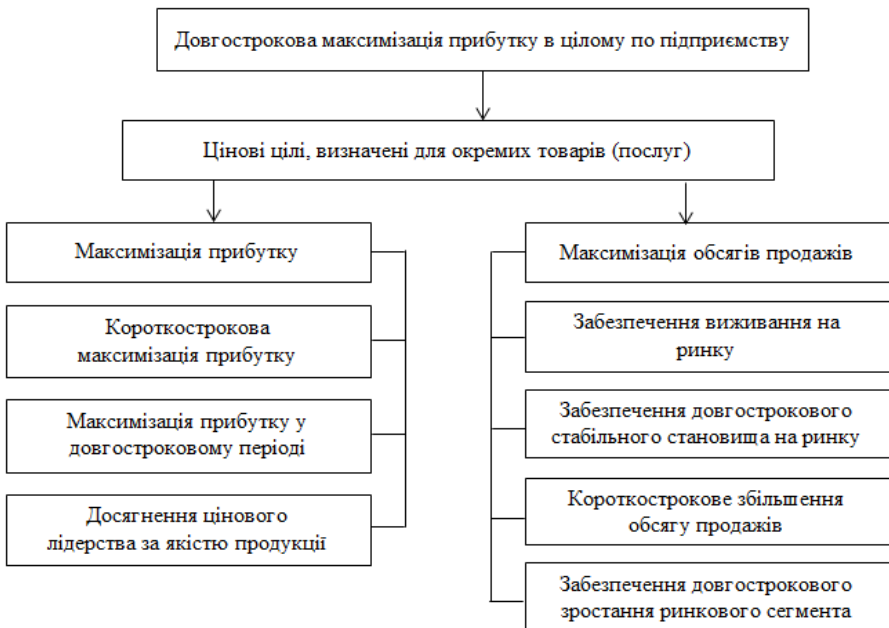 Довгострокова максимізація прибутку в цілому по підприємству
Цінові цілі, визначені для окремих товарів (послуг)
Максимізація прибутку
Короткострокова
максимізація прибутку
Максимізація прибутку у
довгостроковому періоді
Досягнення цінового
лідерства за якістю продукції
Максимізація обсягів продажів
Забезпечення виживання на
ринку
Забезпечення довгострокового
стабільного становища на ринку
Короткострокове збільшення
обсягу продажів
Забезпечення довгострокового
зростання ринкового сегмента